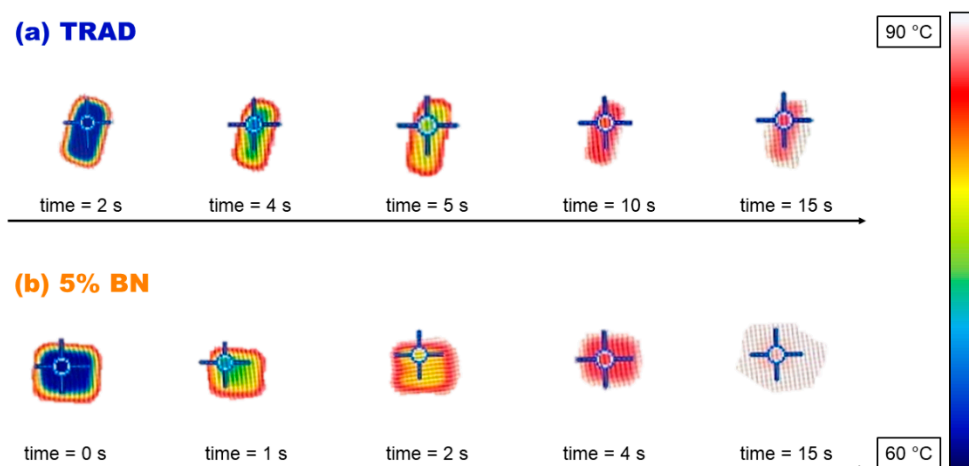 (a) TRAD
90 °C
time = 2 s
time = 4 s
time = 5 s
time = 10 s
time = 15 s
(b) 5% BN
time = 0 s
time = 1 s
time = 2 s
time = 4 s
time = 15 s
60 °C